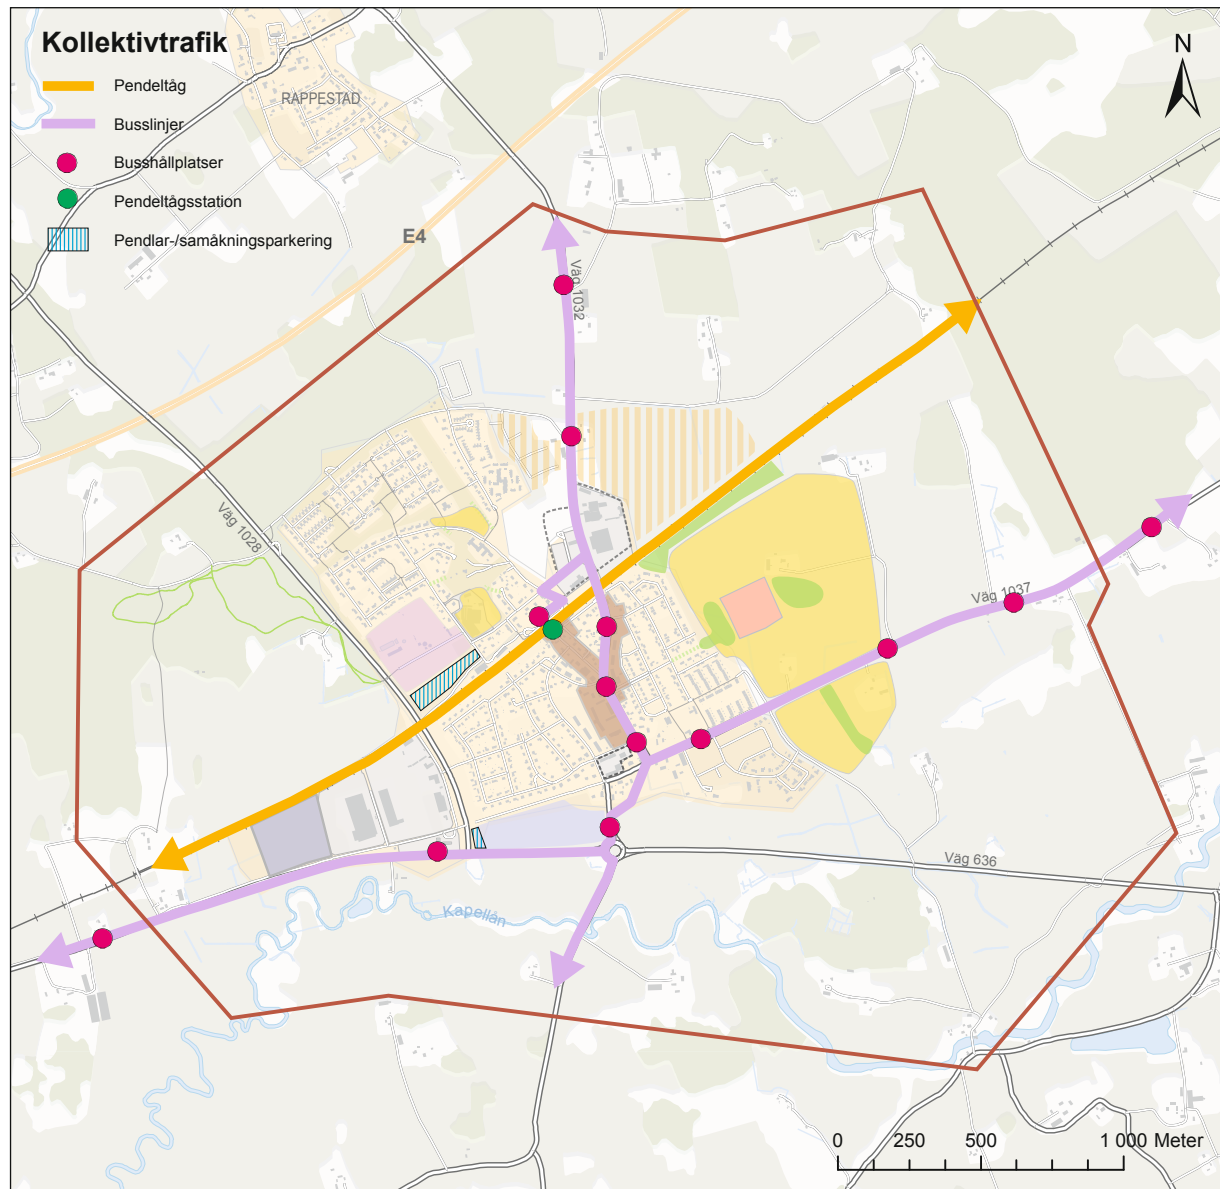 Kollektivtrafik
Pendeltåg
Busslinjer
Busshållplatser
Pendeltågsstation
Pendlar-/samåkningsparkering
RAPPESTAD
E4
N
Väg 1032
Väg 1028
Väg 1037
Väg 636
Kapellån
0 250 500 1 000 Meter